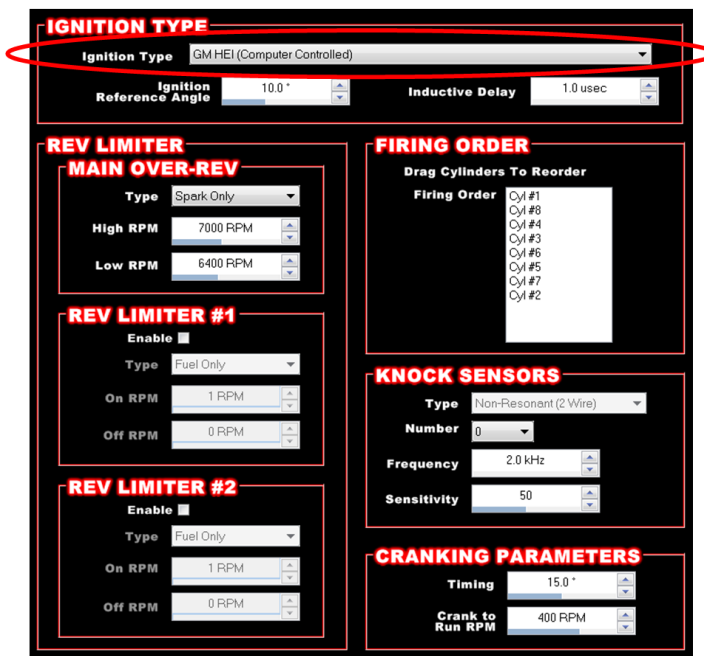 IGNITION TYPE
Ignition Type GM HEI (Computer Controlled)
Ignition Reference Angle 10.0 ° Inductive Delay 1.0 usec
REV LIMITER
MAIN OVER-REV
Type Spark Only
High RPM 7000 RPM
Low RPM 6400 RPM
REV LIMITER #1
Enable
Type Fuel Only
On RPM 1 RPM
Off RPM 0 RPM
REV LIMITER #2
Enable
Type Fuel Only
On RPM 1 RPM
Off RPM 0 RPM
FIRING ORDER
Drag Cylinders To Reorder
Firing Order Cyl #1
Cyl #8
Cyl #4
Cyl #3
Cyl #6
Cyl #5
Cyl #7
Cyl #2
KNOCK SENSORS
Type Non-Resonant (2 Wire)
Number 0
Frequency 2.0 kHz
Sensitivity 50
CRANKING PARAMETERS
Timing 15.0 °
Crank to Run RPM 400 RPM